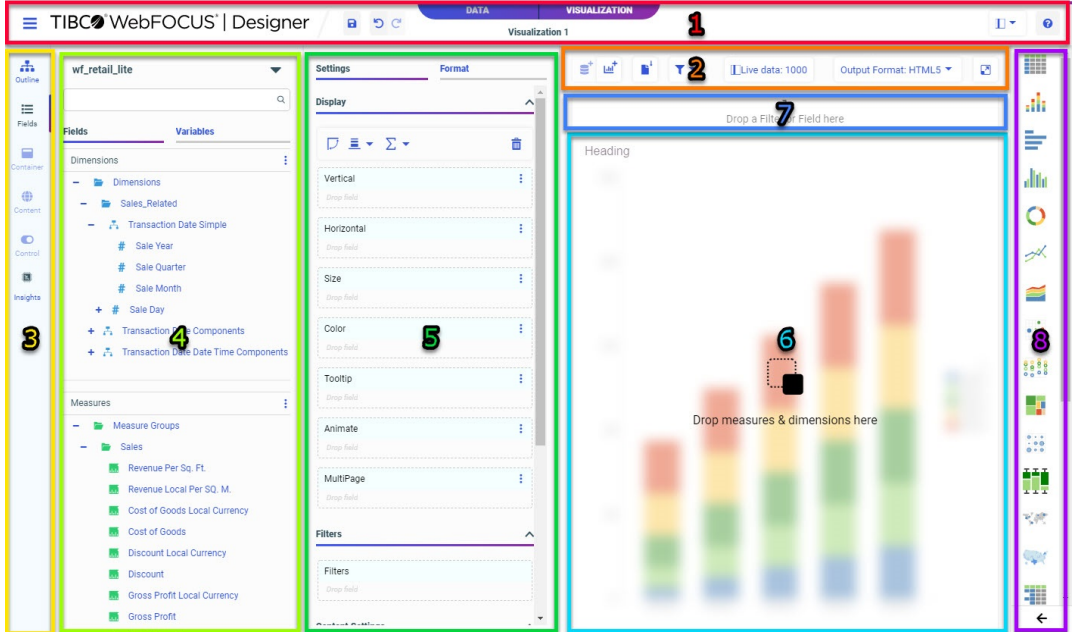 TIBCO WebFOCUS® | Designer
DATA
VISUALIZATION
Visualization 1
1
Outline
Fields
Container
Content
Control
Insights
3
wf_retail_lite
Fields
Variables
Dimensions
Dimensions
Sales_Related
Transaction Date Simple
# Sale Year
# Sale Quarter
# Sale Month
+ # Sale Day
+ Transaction Date Components
+ Transaction Date Date Time Components
4
Measures
Measure Groups
Sales
Revenue Per Sq. Ft.
Revenue Local Per SQ. M.
Cost of Goods Local Currency
Cost of Goods
Discount Local Currency
Discount
Gross Profit Local Currency
Gross Profit
Settings
Format
Display
Vertical
Drop field
Horizontal
Drop field
Size
Drop field
Color
Drop field
5
Tooltip
Drop field
Animate
Drop field
MultiPage
Drop field
Filters
Filters
Drop field
Content Settings
2
Live data: 1000
Output Format: HTML5
Drop a Filter or Field here
7
Heading
6
Drop measures & dimensions here
8